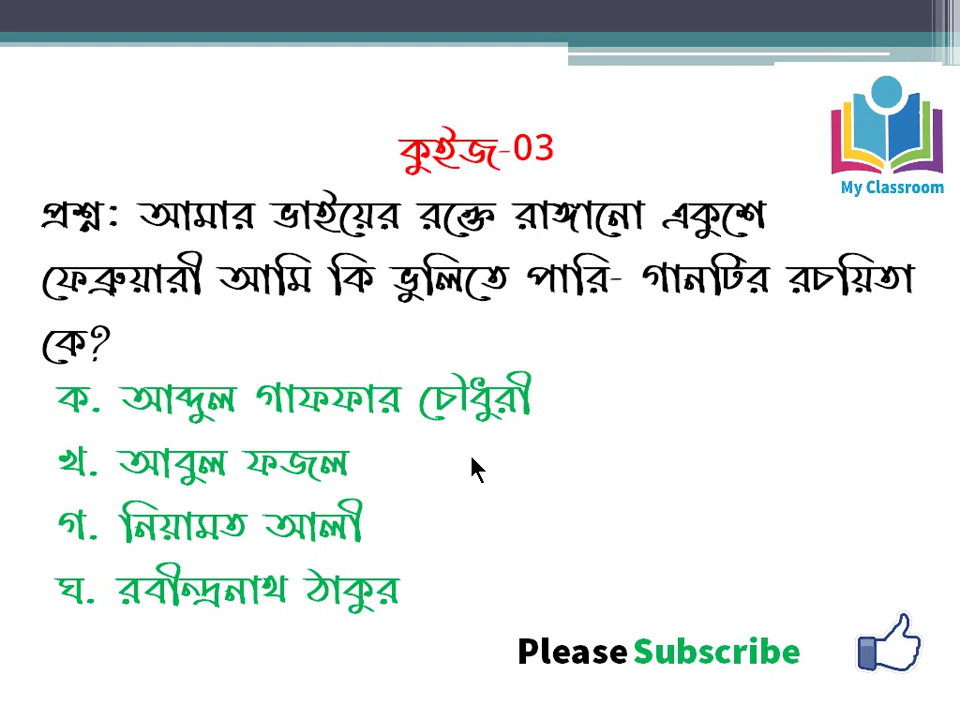 কুইজ-03
My Classroom
প্রশ্ন: আমার ভাইয়ের রক্তে রাঙ্গানো একুশে
ফেব্রুয়ারী আমি কি ভুলিতে পারি- গানটির রচয়িতা
কে?
ক. আব্দুল গাফফার চৌধুরী
খ. আবুল ফজল
গ. নিয়ামত আলী
ঘ. রবীন্দ্রনাথ ঠাকুর
Please Subscribe